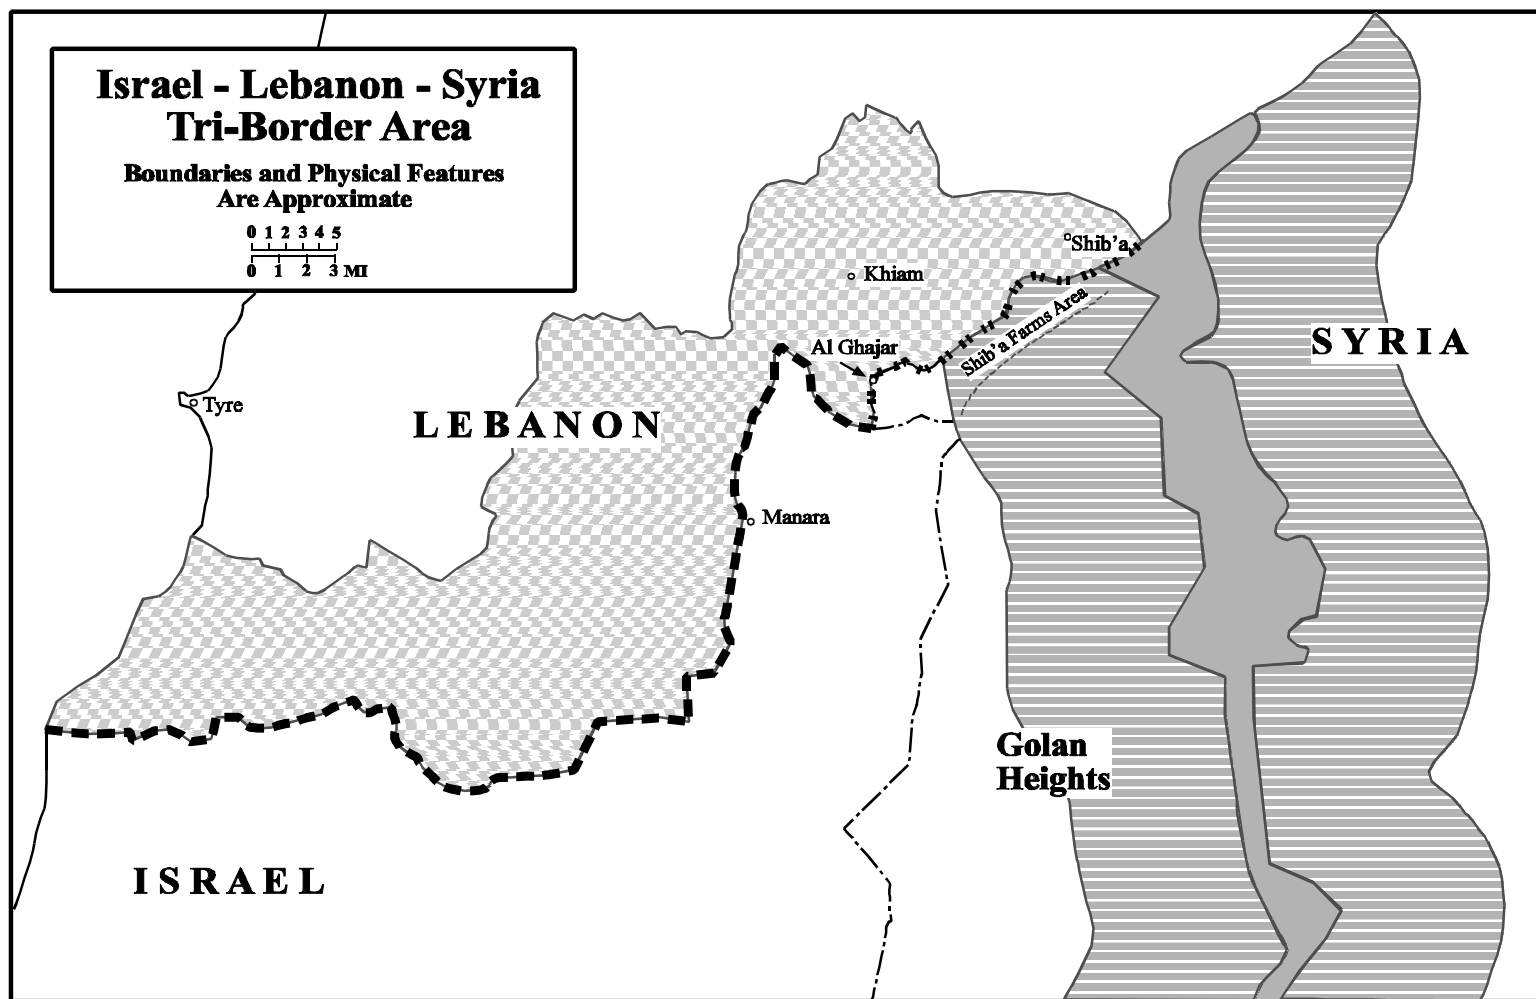 Israel - Lebanon - Syria
Tri-Border Area
Boundaries and Physical Features
Are Approximate
0 1 2 3 4 5
0 1 2 3 MI
Shib'a
Khiam
Shib'a Farms Area
Al Ghajar
SYRIA
Tyre
LEBANON
Manara
Golan
Heights
ISRAEL